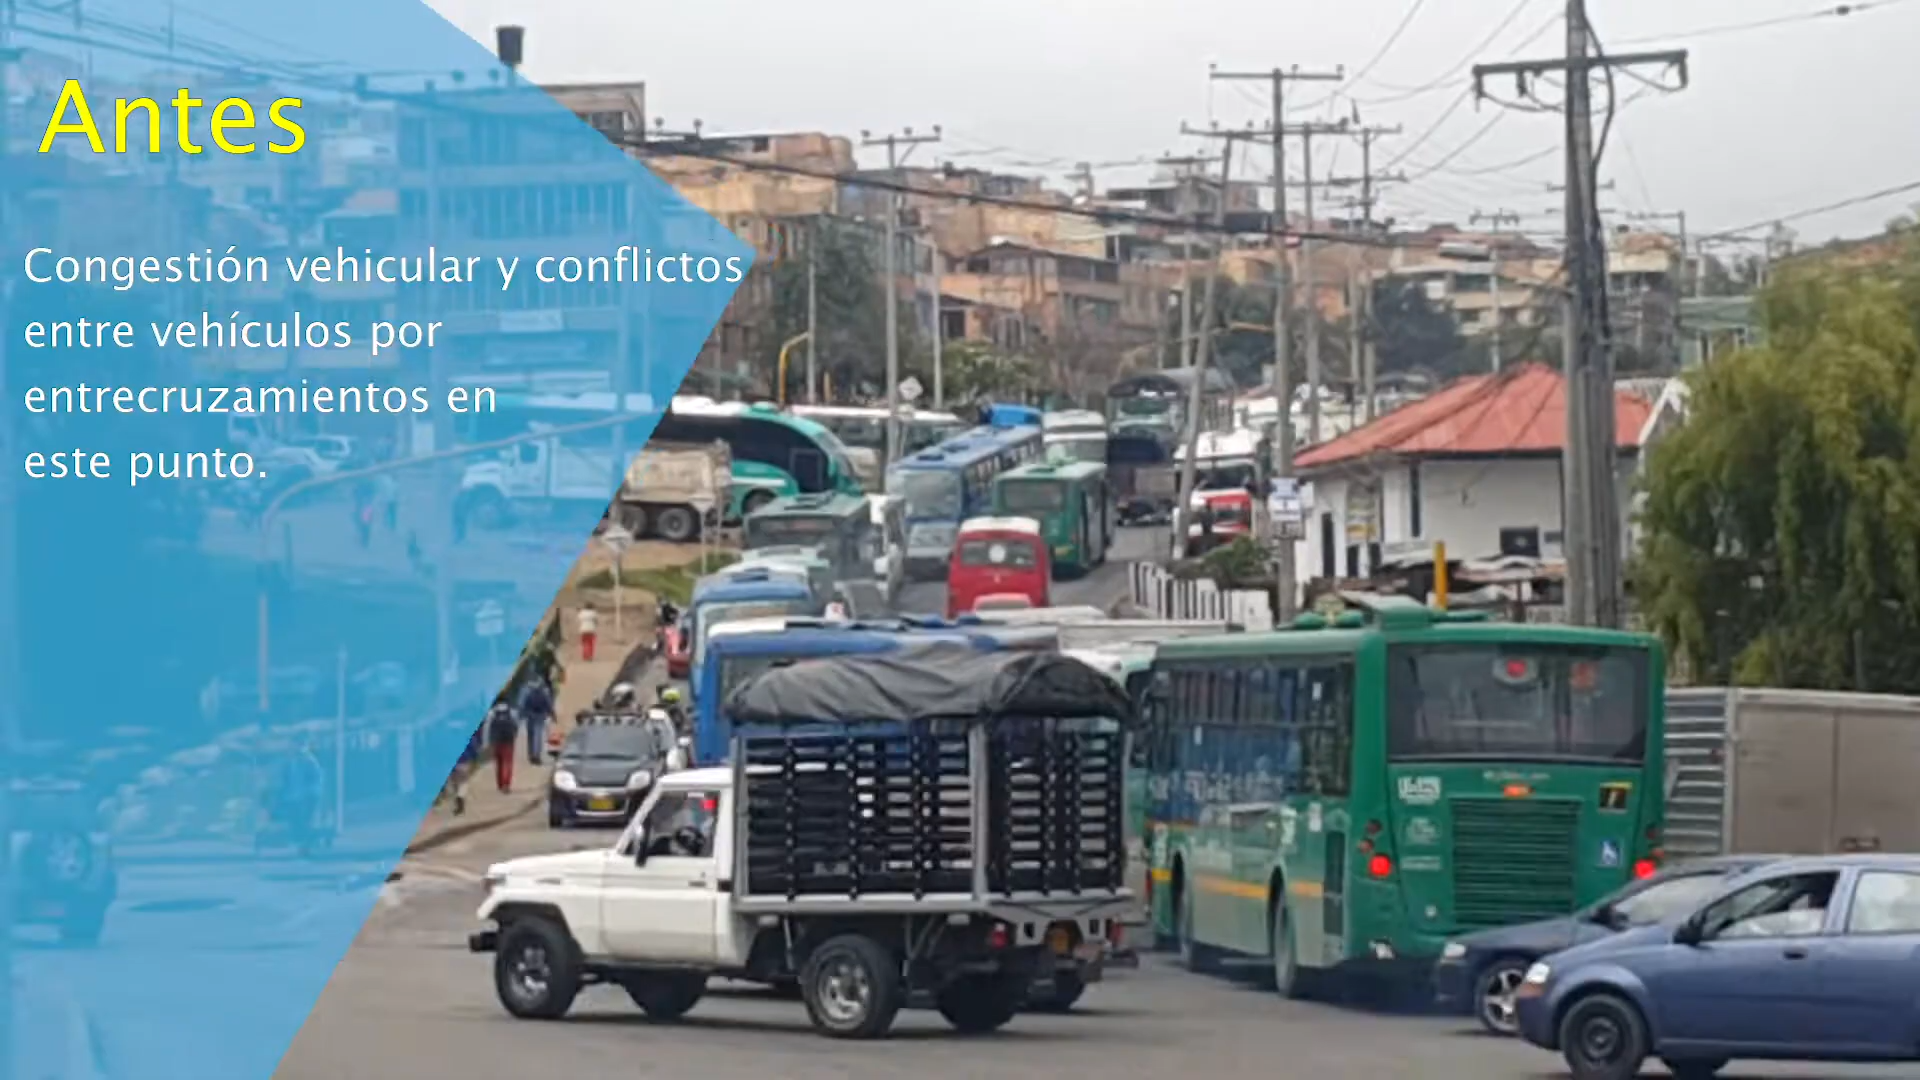 Antes
Congestión vehicular y conflictos
entre vehículos por
entrecruzamientos en
este punto.